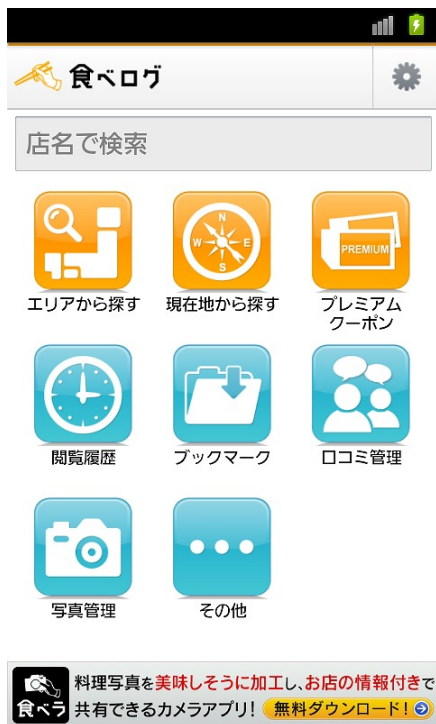 食べログ
店名で検索
N
W E
S
PREMIUM
エリアから探す 現在地から探す プレミアム
クーポン
閲覧履歴 ブックマーク 口コミ管理
写真管理 その他
食べラ 料理写真を美味しそうに加工し、お店の情報付きで
共有できるカメラアプリ! 無料ダウンロード!